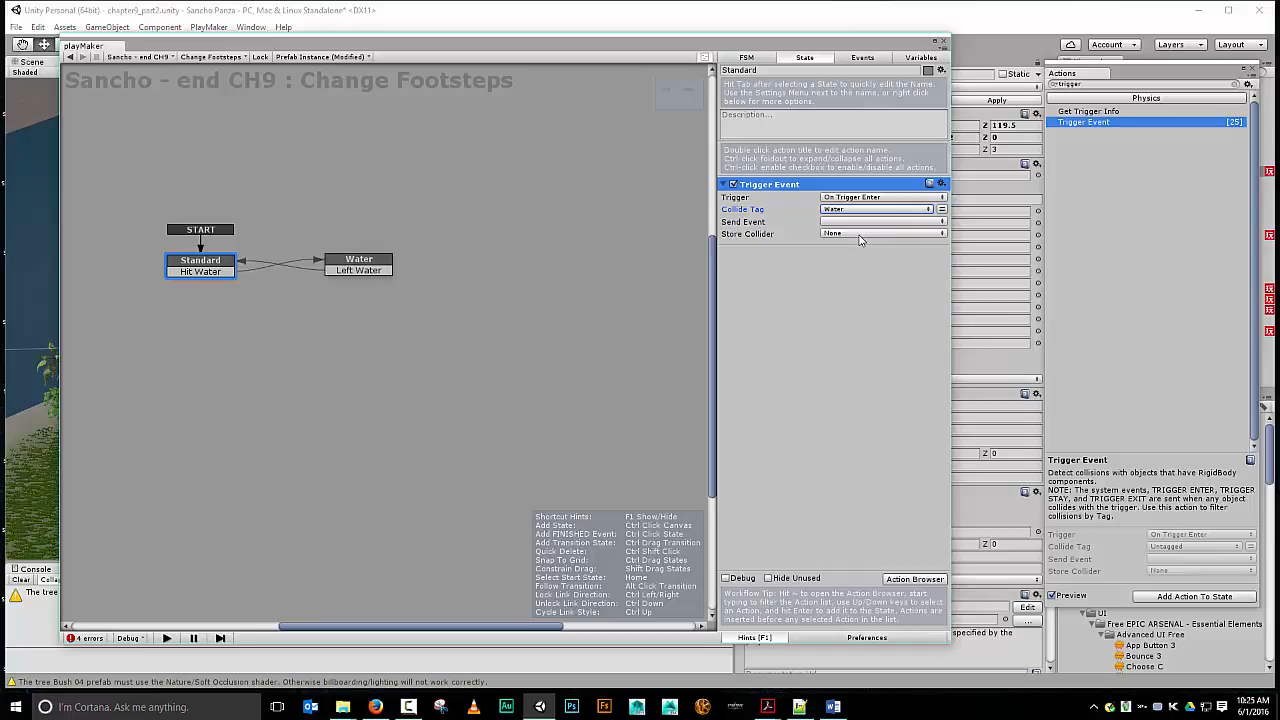 Unity Personal (64bit) - chapter9_part2.unity - Sancho Panza - PC, Mac & Linux Standalone* <DX11>
File Edit Assets GameObject Component PlayMaker Window Help
Account Layers Layout
Scene
Shaded
playMaker
Sancho - end CH9 Change Footsteps Lock Prefab Instance (Modified)
Sancho - end CH9 : Change Footsteps
START
Standard
Hit Water
Water
Left Water
Shortcut Hints: F1 Show/Hide
Add State: Ctrl Click Canvas
Add FINISHED Event: Ctrl Click State
Add Transition State: Ctrl Drag Transition
Quick Delete: Ctrl Shift Click
Snap To Grid: Ctrl Drag States
Constrain Drag: Shift Drag States
Select Start State: Home
Follow Transition: Alt Click Transition
Lock Link Direction: Ctrl Left/Right
Unlock Link Direction: Ctrl Down
Cycle Link Style: Ctrl Up
4 errors Debug
FSM State Events Variables
Standard
Hit Tab after selecting a State to quickly edit the Name.
Use the Settings Menu next to the name, or right click
below for more options.
Description...
Double click action title to edit action name.
Ctrl-click foldout to expand/collapse all actions.
Ctrl-click enable checkbox to enable/disable all actions.
Trigger Event
Trigger On Trigger Enter
Collide Tag Water
Send Event
Store Collider None
Debug Hide Unused Action Browser
Workflow Tip: Hit ~ to open the Action Browser, start
typing to filter the Action list, use Up/Down keys to select
an Action, and hit Enter to add it to the State. Actions are
inserted before any selected Action in the list.
Hints [F1] Preferences
Static
Apply
Z 119.5
Z 0
Z 3
Z 0
Z 0
Edit
specified by the
Actions
trigger
Physics
Get Trigger Info
Trigger Event [25]
Trigger Event
Detect collisions with objects that have RigidBody
components.
NOTE: The system events, TRIGGER ENTER,
TRIGGER
STAY, and TRIGGER EXIT are sent when any object
collides with the trigger. Use this action to filter
collisions by Tag.
Trigger On Trigger Enter
Collide Tag Untagged
Send Event
Store Collider None
Preview Add Action To State
UI
Free EPIC ARSENAL - Essential Elements
Advanced UI Free
App Button 3
Bounce 3
Choose C
Console
Clear Collap
The tree
The tree Bush 04 prefab must use the Nature/Soft Occlusion shader. Otherwise billboarding/lighting will not work correctly.
I'm Cortana. Ask me anything.
10:25 AM
6/1/2016